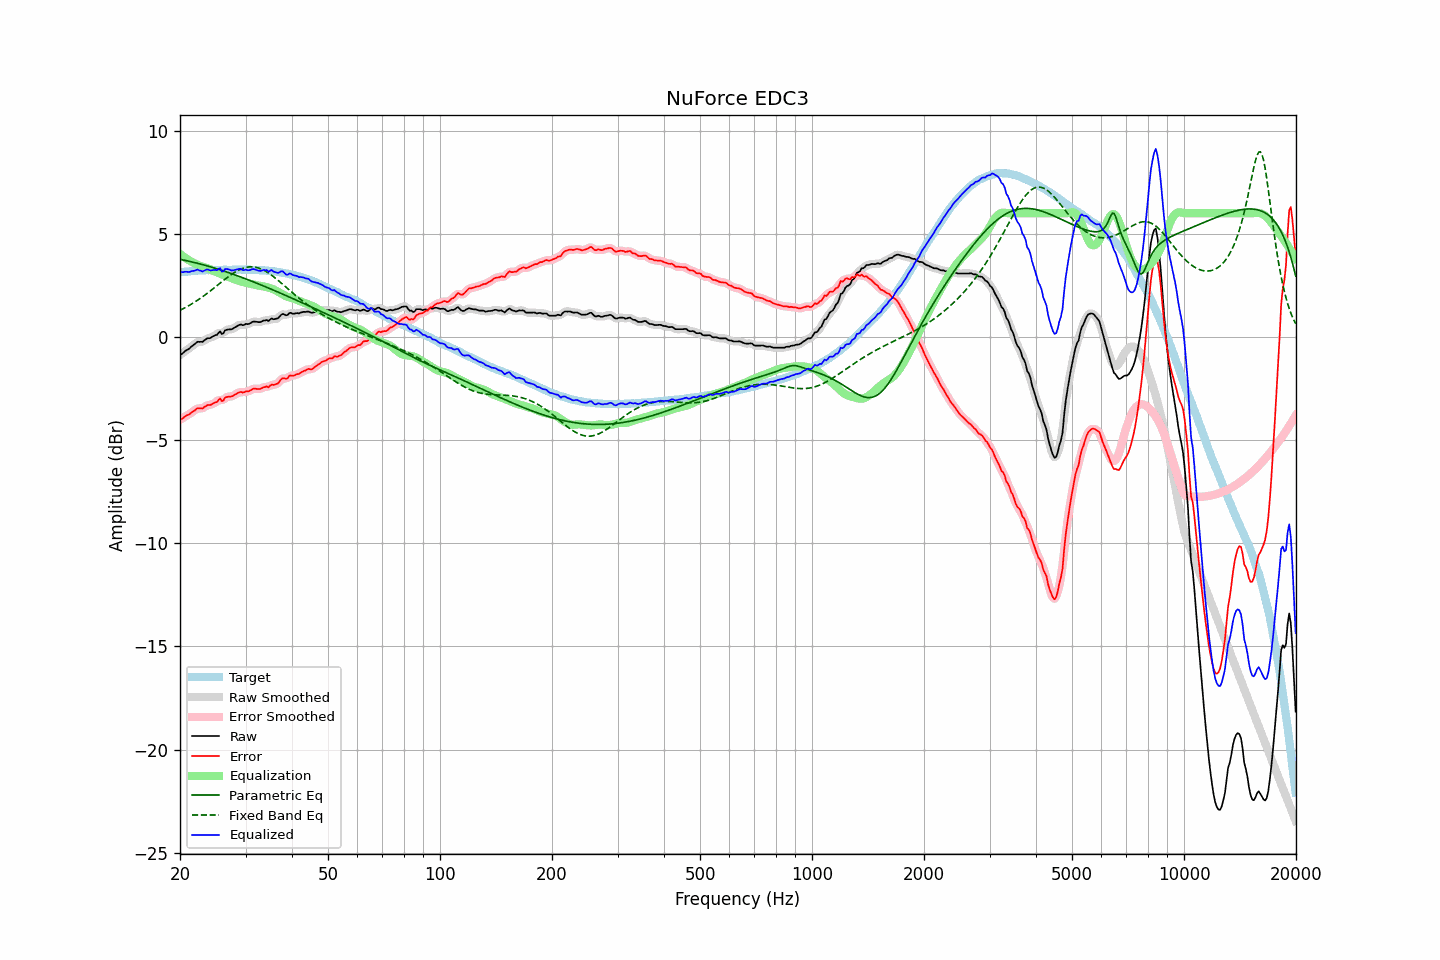 NuForce EDC3
10
5
0
−5
−10
−15
−20
−25
Amplitude (dBr)
Target
Raw Smoothed
Error Smoothed
Raw
Error
Equalization
Parametric Eq
Fixed Band Eq
Equalized
20 50 100 200 500 1000 2000 5000 10000 20000
Frequency (Hz)